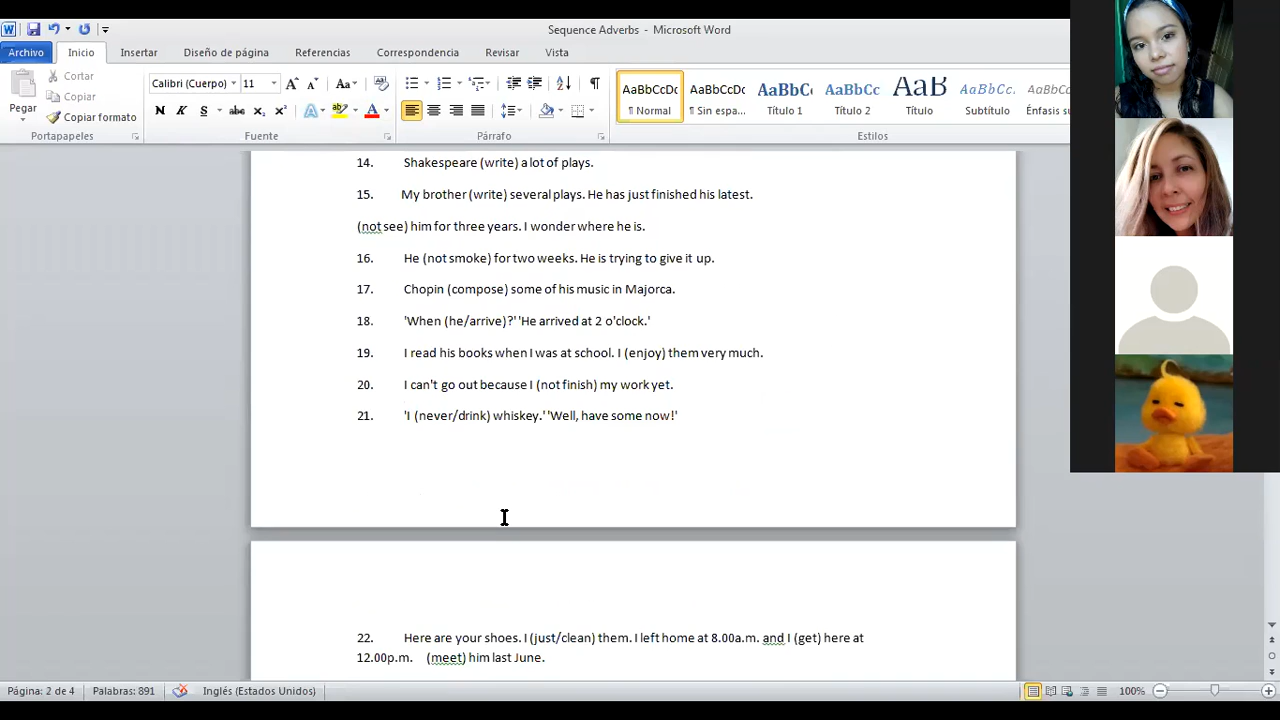 Sequence Adverbs - Microsoft Word
Archivo Inicio Insertar Diseño de página Referencias Correspondencia Revisar Vista
Pegar
Cortar
Copiar
Copiar formato
Portapapeles
Calibri (Cuerpo) 11
N K S abc x₂ x²
Fuente
Párrafo
AaBbCcDc AaBbCcDc AaBbC AaBbCc AaB AaBbCc. AaBbCc
¶ Normal ¶ Sin espa... Título 1 Título 2 Título Subtítulo Énfasis su
Estilos
14. Shakespeare (write) a lot of plays.
15. My brother (write) several plays. He has just finished his latest.
(not see) him for three years. I wonder where he is.
16. He (not smoke) for two weeks. He is trying to give it up.
17. Chopin (compose) some of his music in Majorca.
18. 'When (he/arrive)?' 'He arrived at 2 o'clock.'
19. I read his books when I was at school. I (enjoy) them very much.
20. I can't go out because I (not finish) my work yet.
21. 'I (never/drink) whiskey.' 'Well, have some now!'
22. Here are your shoes. I (just/clean) them. I left home at 8.00a.m. and I (get) here at
12.00p.m. (meet) him last June.
Página: 2 de 4 Palabras: 891 Inglés (Estados Unidos) 100%